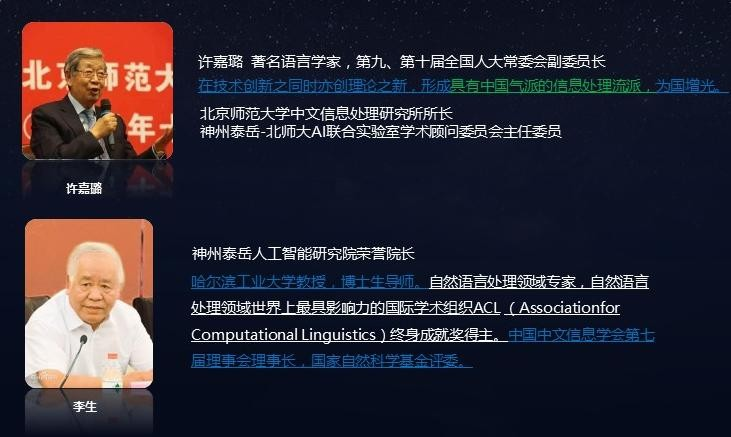 北京师范大
年大
许嘉璐 著名语言学家，第九、第十届全国人大常委会副委员长
在技术创新之同时亦创理论之新，形成具有中国气派的信息处理流派，为国增光。
北京师范大学中文信息处理研究所所长
神州泰岳-北师大AI联合实验室学术顾问委员会主任委员
许嘉璐
神州泰岳人工智能研究院荣誉院长
哈尔滨工业大学教授，博士生导师。自然语言处理领域专家，自然语言
处理领域世界上最具影响力的国际学术组织ACL（Associationfor
Computational Linguistics）终身成就奖得主。中国中文信息学会第七
届理事会理事长，国家自然科学基金评委。
李生